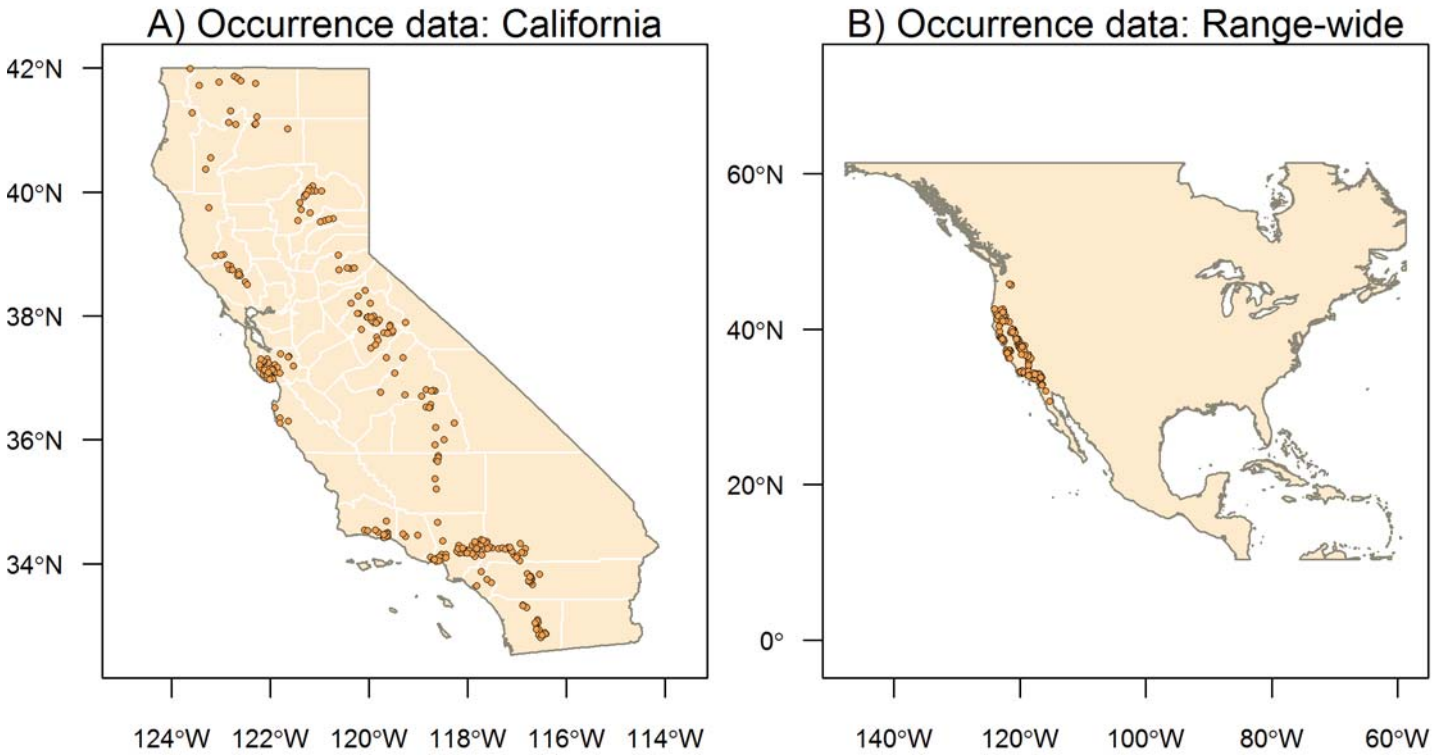 A) Occurrence data: California
42°N
40°N
38°N
36°N
34°N
124°W 122°W 120°W 118°W 116°W 114°W
B) Occurrence data: Range-wide
60°N
40°N
20°N
0°
140°W 120°W 100°W 80°W 60°W